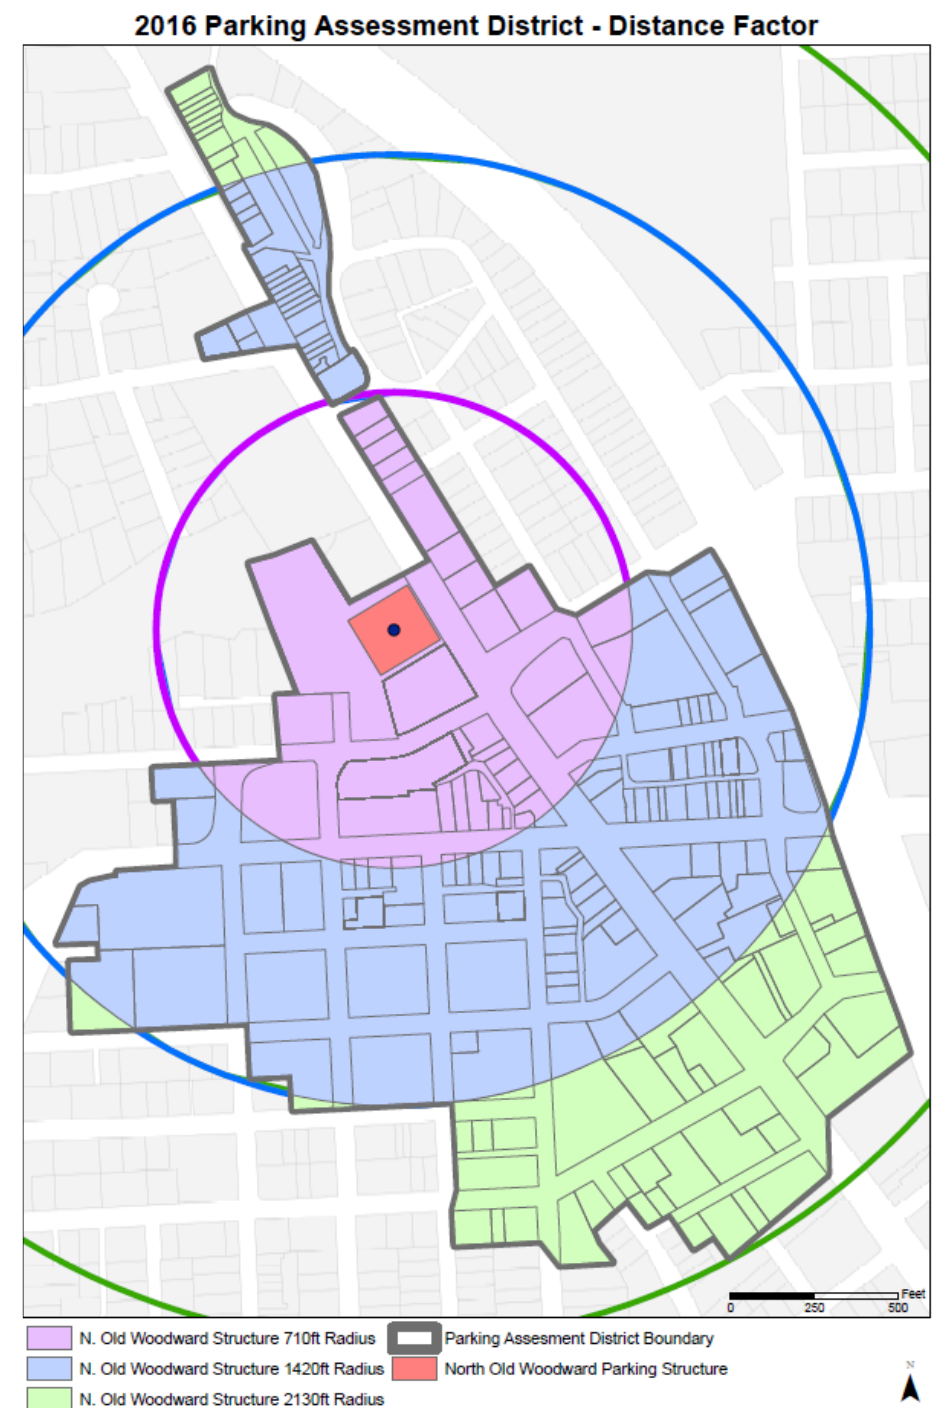 2016 Parking Assessment District - Distance Factor
Feet
0 250 500
N. Old Woodward Structure 710ft Radius
Parking Assesment District Boundary
N. Old Woodward Structure 1420ft Radius
North Old Woodward Parking Structure
N. Old Woodward Structure 2130ft Radius
N